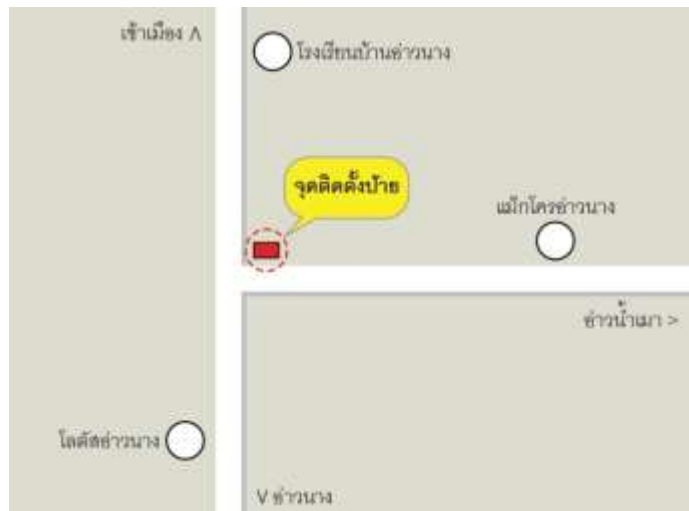 เข้าเมือง Λ
โรงเรียนบ้านอ่าวนาง
จุดติดตั้งป้าย
แม็กโครอ่าวนาง
อ่าวน้ำเมา >
โลตัสอ่าวนาง
V อ่าวนาง